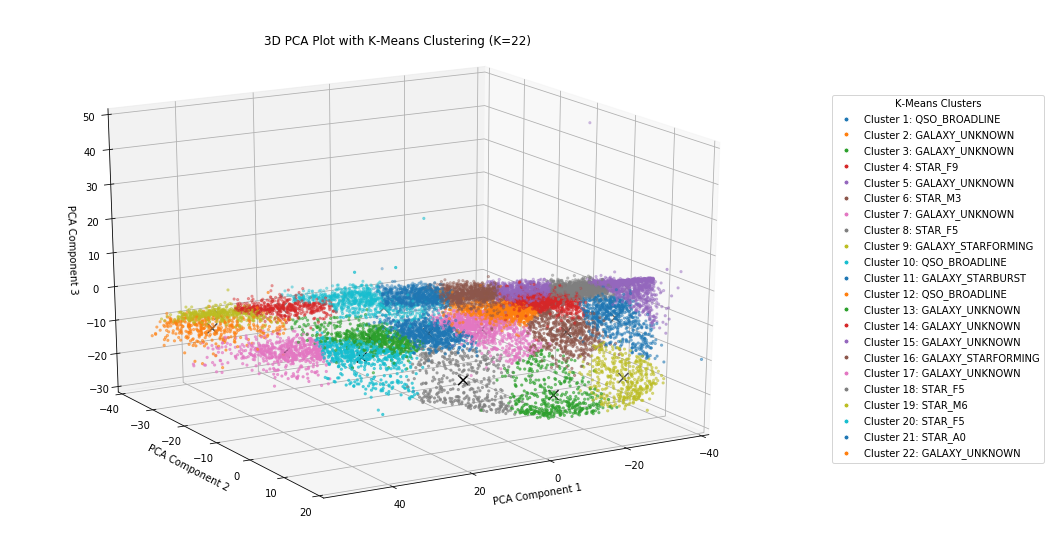 3D PCA Plot with K-Means Clustering (K=22)
K-Means Clusters
Cluster 1: QSO_BROADLINE
Cluster 2: GALAXY_UNKNOWN
Cluster 3: GALAXY_UNKNOWN
Cluster 4: STAR_F9
Cluster 5: GALAXY_UNKNOWN
Cluster 6: STAR_M3
Cluster 7: GALAXY_UNKNOWN
Cluster 8: STAR_F5
Cluster 9: GALAXY_STARFORMING
Cluster 10: QSO_BROADLINE
Cluster 11: GALAXY_STARBURST
Cluster 12: QSO_BROADLINE
Cluster 13: GALAXY_UNKNOWN
Cluster 14: GALAXY_UNKNOWN
Cluster 15: GALAXY_UNKNOWN
Cluster 16: GALAXY_STARFORMING
Cluster 17: GALAXY_UNKNOWN
Cluster 18: STAR_F5
Cluster 19: STAR_M6
Cluster 20: STAR_F5
Cluster 21: STAR_A0
Cluster 22: GALAXY_UNKNOWN
PCA Component 3
50
40
30
20
10
0
−10
−20
−30
PCA Component 2
−40
−30
−20
−10
0
10
20
PCA Component 1
40
20
0
−20
−40